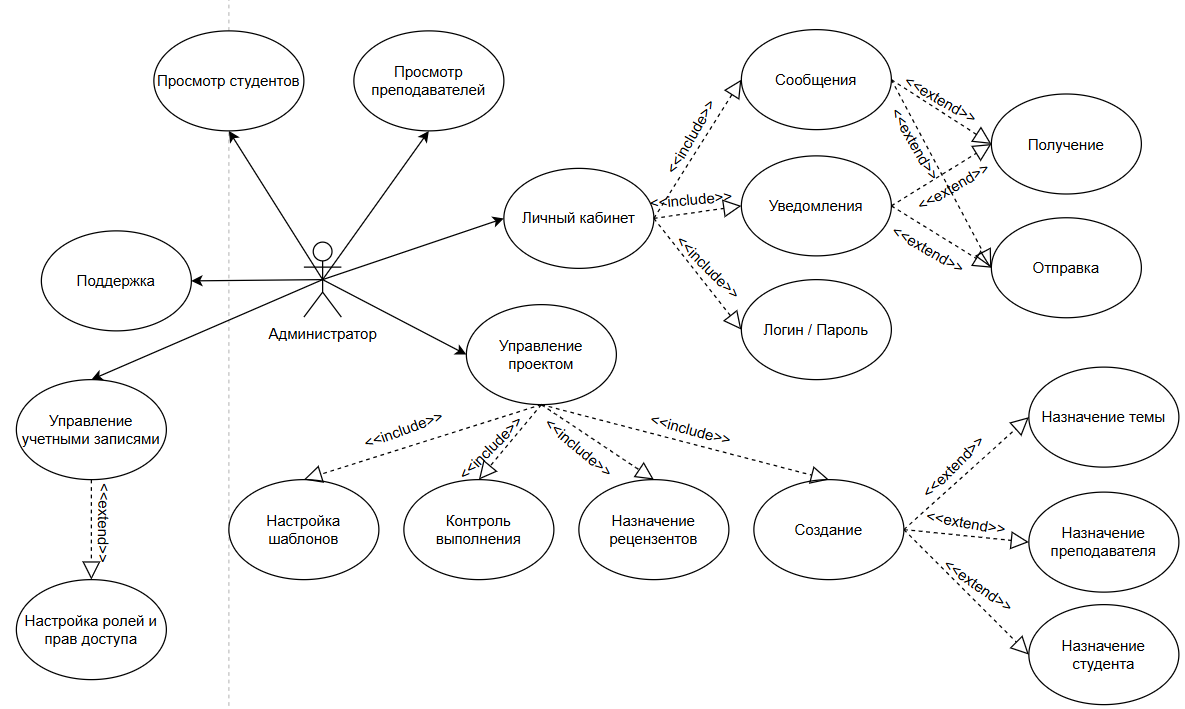 Просмотр студентов
Просмотр
преподавателей
Сообщения
<<extend>>
<<include>>
<<extend>>
Получение
Личный кабинет
<<include>>
Уведомления
<<extend>>
<<include>>
<<extend>>
Отправка
Поддержка
Администратор
Логин / Пароль
Управление
проектом
Управление
учетными записями
<<include>>
<<include>>
<<include>>
<<include>>
Назначение темы
<<extend>>
<<extend>>
Настройка
шаблонов
Контроль
выполнения
Назначение
рецензентов
Создание
<<extend>>
Назначение
преподавателя
<<extend>>
Настройка ролей и
прав доступа
Назначение
студента